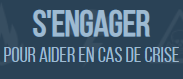 S'ENGAGER
POUR AIDER EN CAS DE CRISE